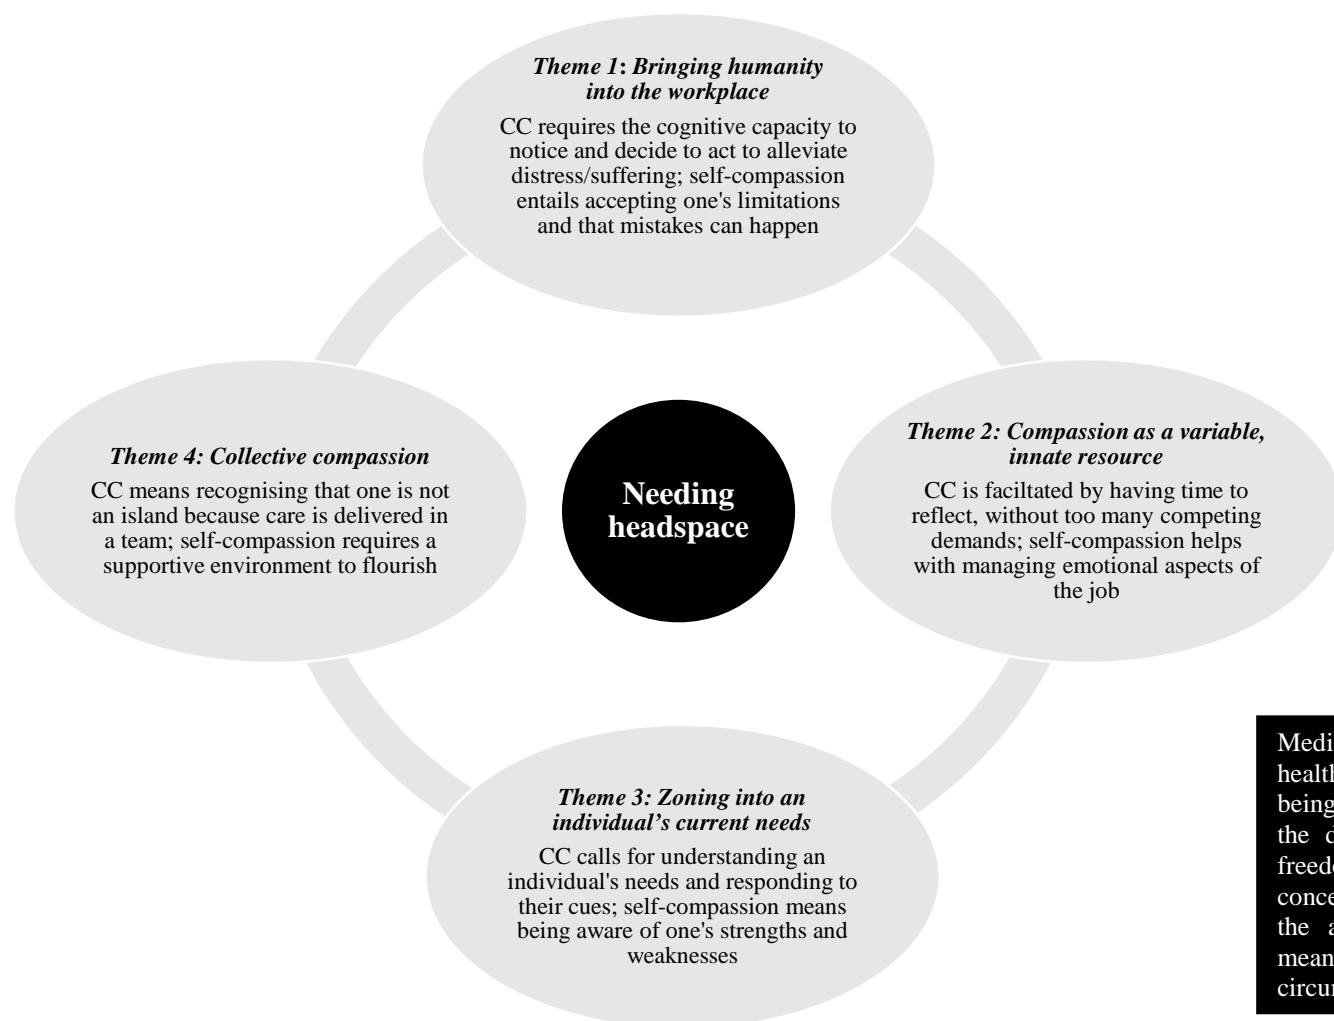 Theme 1: Bringing humanity
into the workplace
CC requires the cognitive capacity to
notice and decide to act to alleviate
distress/suffering; self-compassion
entails accepting one's limitations
and that mistakes can happen
Theme 2: Compassion as a variable,
innate resource
CC is faciltated by having time to
reflect, without too many competing
demands; self-compassion helps
with managing emotional aspects of
the job
Theme 4: Collective compassion
CC means recognising that one is not
an island because care is delivered in
a team; self-compassion requires a
supportive environment to flourish
Needing
headspace
Theme 3: Zoning into an
individual’s current needs
CC calls for understanding an
individual's needs and responding to
their cues; self-compassion means
being aware of one's strengths and
weaknesses
being
the
the